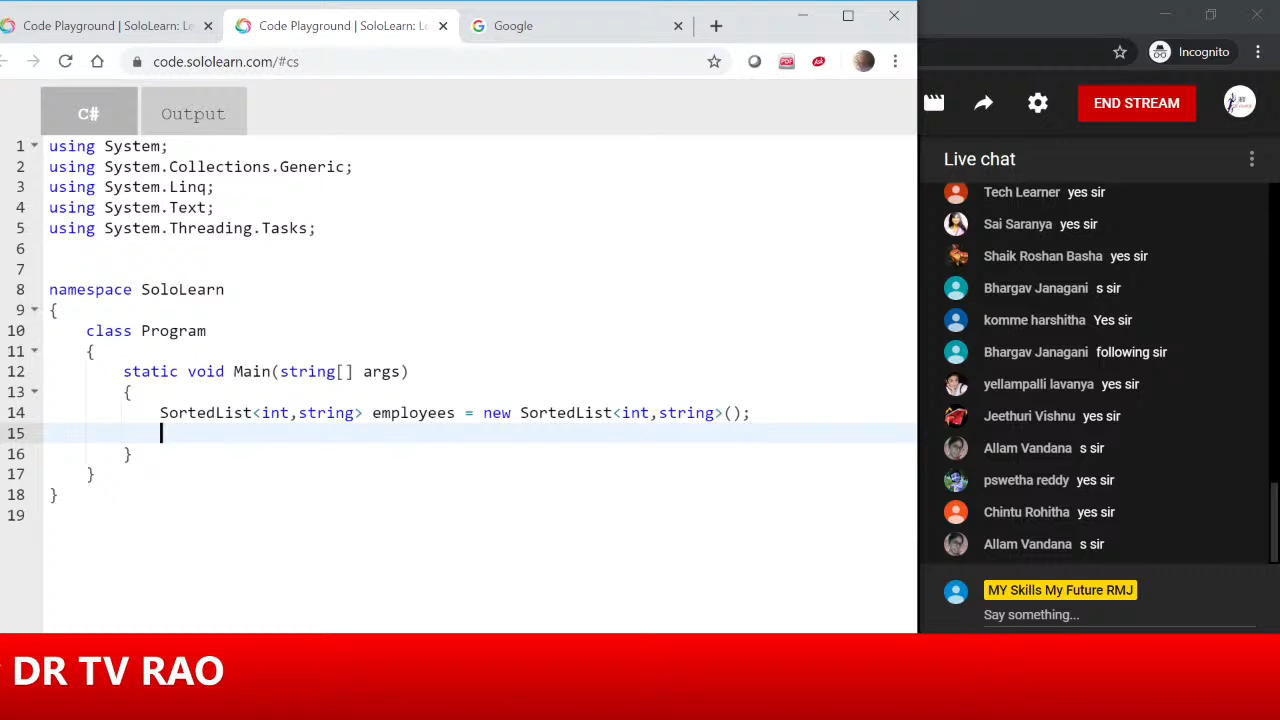 Code Playground | SoloLearn: Le
Code Playground | SoloLearn: Le
Google
code.sololearn.com/#cs
PDF
Ask
Incognito
C#
Output
END STREAM
1 using System;
2 using System.Collections.Generic;
3 using System.Linq;
4 using System.Text;
5 using System.Threading.Tasks;
6
7
8 namespace SoloLearn
9 {
10 class Program
11 {
12 static void Main(string[] args)
13 {
14 SortedList<int,string> employees = new SortedList<int,string>();
15
16 }
17 }
18 }
19
Live chat
Tech Learner yes sir
Sai Saranya yes sir
Shaik Roshan Basha yes sir
Bhargav Janagani s sir
komme harshitha Yes sir
Bhargav Janagani following sir
yellampalli lavanya yes sir
Jeethuri Vishnu yes sir
Allam Vandana s sir
pswetha reddy yes sir
Chintu Rohitha yes sir
Allam Vandana s sir
MY Skills My Future RMJ
Say something...
DR TV RAO